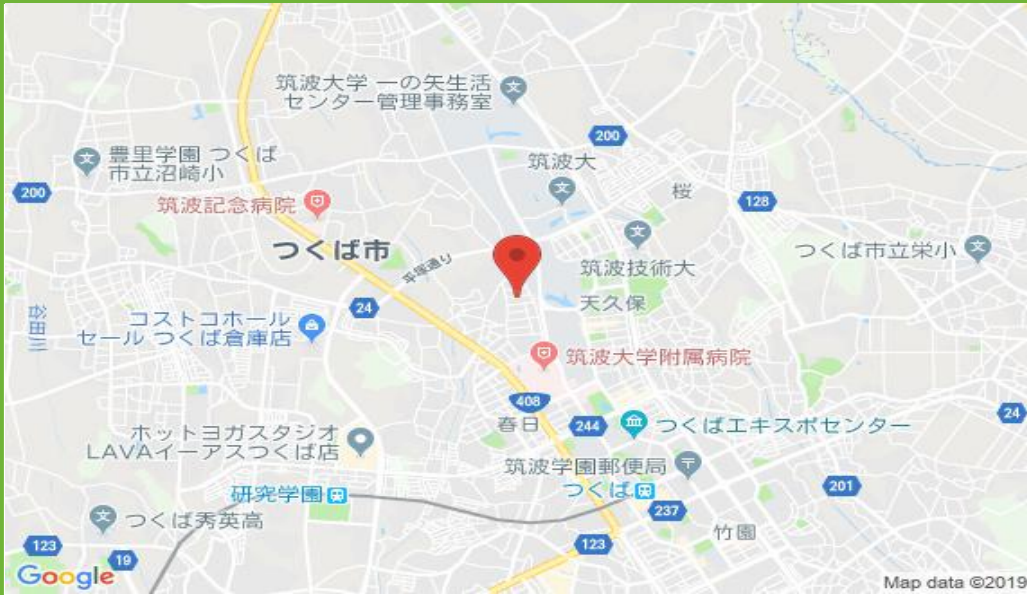 筑波大学 一の矢生活
センター管理事務室
200
筑波大
豊里学園 つくば
市立沼崎小
200
筑波記念病院
桜
128
つくば市
平塚通り
筑波技術大
つくば市立栄小
天久保
24
谷田川
コストコホール
セール つくば倉庫店
筑波大学附属病院
408
春日
244
つくばエキスポセンター
24
ホットヨガスタジオ
LAVAイーアスつくば店
筑波学園郵便局
つくば
研究学園
201
237
つくば秀英高
竹園
123
19
123
Google
Map data ©2019